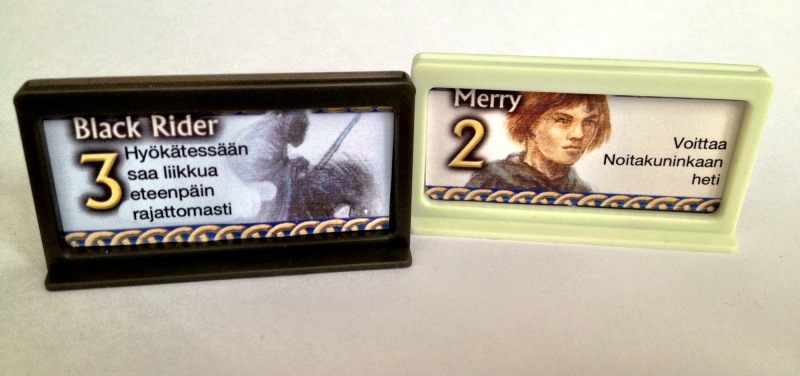 Black Rider
3
Hyökätessään
saa liikkua
eteenpäin
rajattomasti
Merry
2
Voittaa
Noitakuninkaan
heti